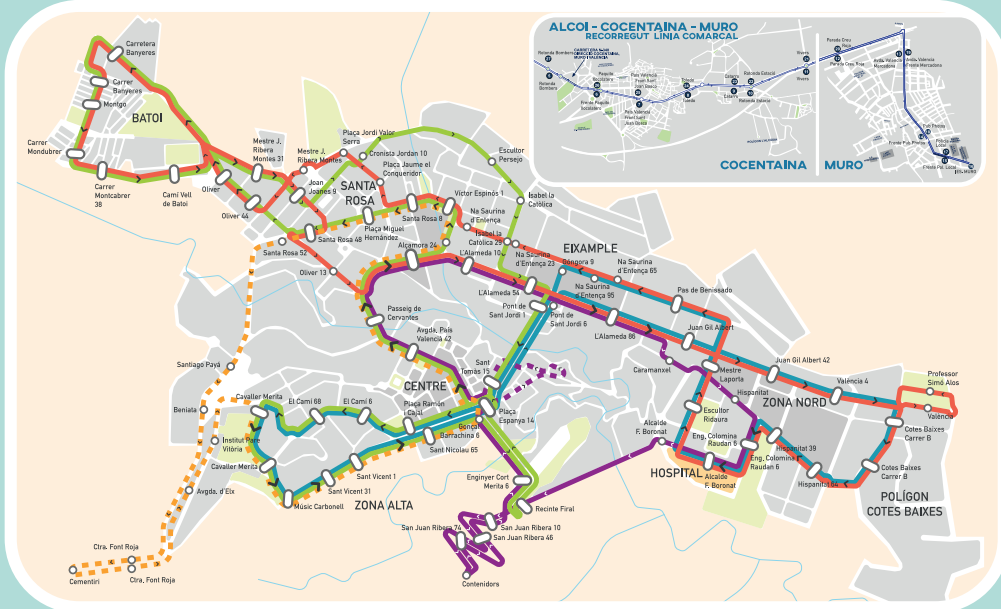 ALCOI - COCENTAINA - MURO
RECORREGUT LÍNIA COMARCAL
COCENTAINA
MURO
Carretera
Banyeres
Carrer
Banyeres
Montgo
BATOI
Carrer
Mondubrer
Carrer
Montcabrer
38
Camí Vell
de Batoi
Oliver
Oliver 44
Mestre J.
Ribera
Montes 31
Mestre J.
Ribera Montes
Joan
Joanes 9
Plaça Jordi Valor
Serra
Cronista Jordan 10
Plaça Jaume el
Conqueridor
SANTA
ROSA
Escultor
Persejo
Víctor Espinós 1
Isabel la
Católica
Na Saurina
d'Entença
Isabel la
Católica 29
Santa Rosa 8
Plaça Miguel
Hernández
Santa Rosa 48
Santa Rosa 52
Alcamora 24
L'Alameda 10
Na Saurina
d'Entença 23
EIXAMPLE
Góngora 9
Na Saurina
d'Entença 65
Na Saurina
d'Entença 95
Pas de Benissado
Oliver 13
L'Alameda 54
Pont de
Sant Jordi 1
Pont de
Sant Jordi 6
L'Alameda 86
Juan Gil Albert
Juan Gil Albert 42
Passeig de
Cervantes
Avgda. País
Valencià 42
Sant
Tomàs 15
Caramanxel
Mestre
Laporta
Hispanitat
València 4
Professor
Simó Alos
València
ZONA NORD
Santiago Payá
CENTRE
Cavaller Merita
El Camí 68
El Camí 6
Plaça Ramón
i Cajal
Plaça
Espanya 14
Gonçal
Barrachina 6
Escultor
Ridaura
Beniata
Institut Pare
Vitòria
Sant Nicolau 65
Alcalde
F. Boronat
Eng. Colomina
Raudan 6
Eng. Colomina
Raudan 6
Hispanitat 39
Cotes Baixes
Carrer B
Cavaller Merita
Sant Vicent 1
Sant Vicent 31
Enginyer Cort
Merita 6
HOSPITAL
Alcalde
F. Boronat
Hispanitat 64
Cotes Baixes
Carrer B
Avgda. d'Elx
Músic Carbonell
ZONA ALTA
Recinte Firal
POLÍGON
COTES BAIXES
San Juan Ribera 74
San Juan Ribera 10
San Juan Ribera 46
Ctra. Font Roja
Ctra. Font Roja
Cementiri
Contenidors